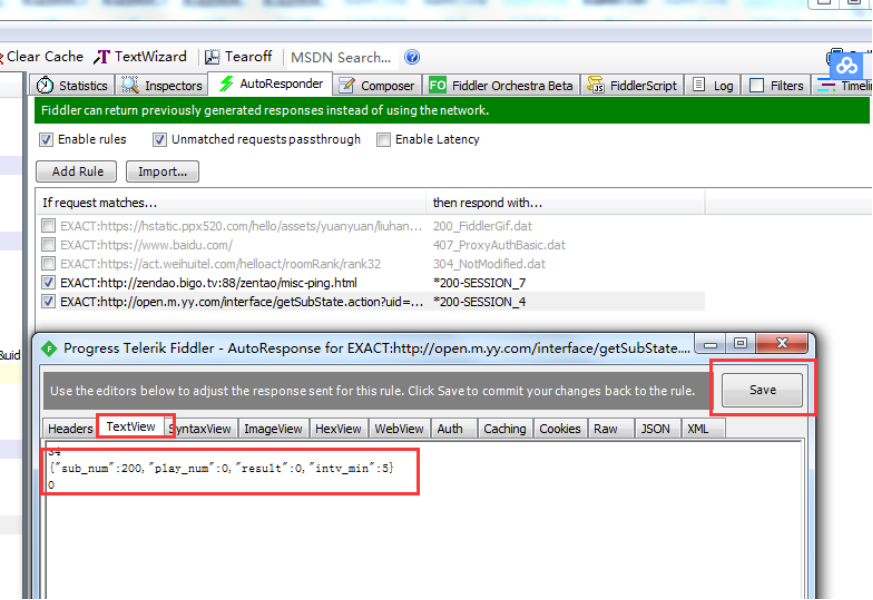 Clear Cache TextWizard Tearoff MSDN Search...
Statistics Inspectors AutoResponder Composer FO Fiddler Orchestra Beta FiddlerScript Log Filters Timeli
Fiddler can return previously generated responses instead of using the network.
Enable rules Unmatched requests passthrough Enable Latency
Add Rule Import...
If request matches... then respond with...
EXACT:https://hstatic.ppx520.com/hello/assets/yuanyuan/liuhan... 200_FiddlerGif.dat
EXACT:https://www.baidu.com/ 407_ProxyAuthBasic.dat
EXACT:https://act.weihuitel.com/helloact/roomRank/rank32 304_NotModified.dat
EXACT:http://zendao.bigo.tv:88/zentao/misc-ping.html *200-SESSION_7
EXACT:http://open.m.yy.com/interface/getSubState.action?uid=... *200-SESSION_4
&uid
Progress Telerik Fiddler - AutoResponse for EXACT:http://open.m.yy.com/interface/getSubState....
Use the editors below to adjust the response sent for this rule. Click Save to commit your changes back to the rule. Save
Headers TextView SyntaxView ImageView HexView WebView Auth Caching Cookies Raw JSON XML
34
{"sub_num":200,"play_num":0,"result":0,"intv_min":5}
0